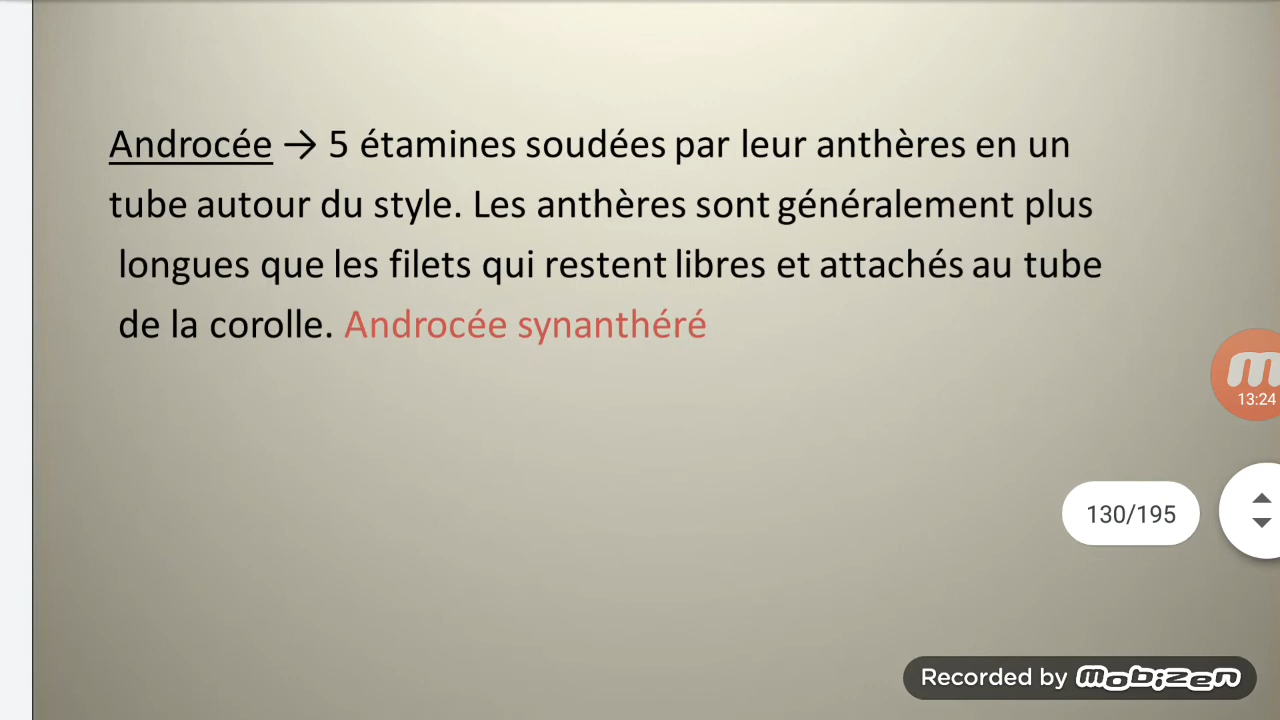 Androcée → 5 étamines soudées par leur anthères en un
tube autour du style. Les anthères sont généralement plus
longues que les filets qui restent libres et attachés au tube
de la corolle. Androcée synanthéré
m
13:24
130/195
Recorded by mobizen